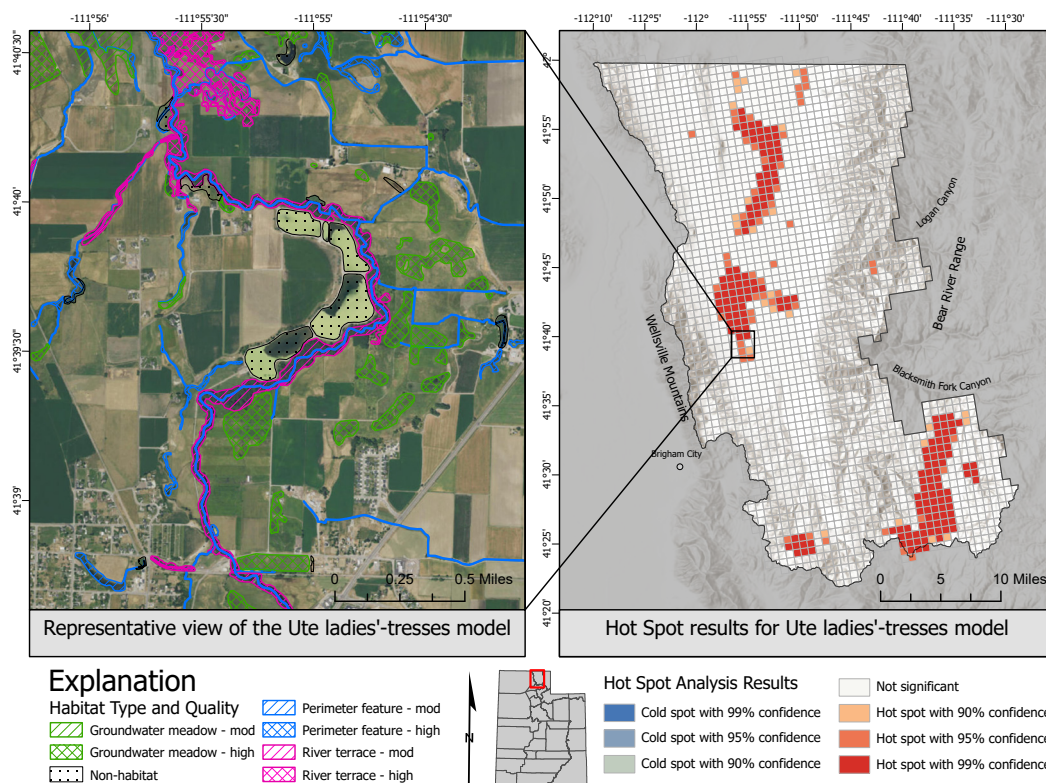 -111°56' -111°55'30" -111°55' -111°54'30"
41°40'30"
41°40'
41°39'30"
41°39'
0 0.25 0.5 Miles
Representative view of the Ute ladies'-tresses model
-112°10' -112°5' -112° -111°55' -111°50' -111°45' -111°40' -111°35' -111°30'
42°
41°55'
41°50'
41°45'
41°40'
41°35'
41°30'
41°25'
41°20'
Logan Canyon
Bear River Range
Wellsville Mountains
Blacksmith Fork Canyon
Brigham City
0 5 10 Miles
Hot Spot results for Ute ladies'-tresses model
Explanation
Habitat Type and Quality
Groundwater meadow - mod
Groundwater meadow - high
Non-habitat
Perimeter feature - mod
Perimeter feature - high
River terrace - mod
River terrace - high
N
Hot Spot Analysis Results
Cold spot with 99% confidence
Cold spot with 95% confidence
Cold spot with 90% confidence
Not significant
Hot spot with 90% confidence
Hot spot with 95% confidence
Hot spot with 99% confidence